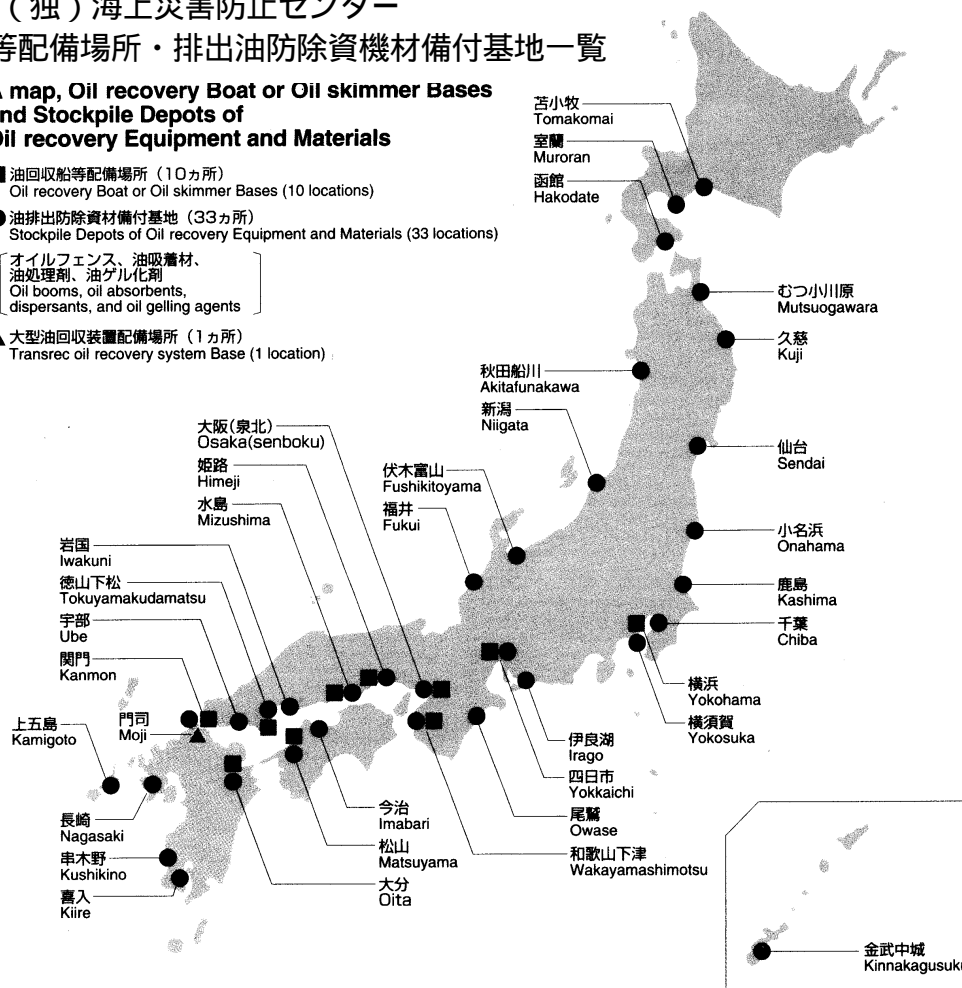 （独）海上災害防止センター
等配備場所・排出油防除資機材備付基地一覧
map, Oil recovery Boat or Oil skimmer Bases
nd Stockpile Depots of
Oil recovery Equipment and Materials
油回収船等配備場所（10ヵ所）
Oil recovery Boat or Oil skimmer Bases (10 locations)
油排出防除資材備付基地（33ヵ所）
Stockpile Depots of Oil recovery Equipment and Materials (33 locations)
オイルフェンス、油吸着材、
油処理剤、油ゲル化剤
Oil booms, oil absorbents,
dispersants, and oil gelling agents
大型油回収装置配備場所（1ヵ所）
Transrec oil recovery system Base (1 location)
苫小牧
Tomakomai
室蘭
Muroran
函館
Hakodate
むつ小川原
Mutsuogawara
久慈
Kuji
秋田船川
Akitafunakawa
新潟
Niigata
大阪(泉北)
Osaka(senboku)
姫路
Himeji
水島
Mizushima
伏木富山
Fushikitoyama
福井
Fukui
仙台
Sendai
小名浜
Onahama
鹿島
Kashima
千葉
Chiba
岩国
Iwakuni
徳山下松
Tokuyamakudamatsu
宇部
Ube
関門
Kanmon
横浜
Yokohama
横須賀
Yokosuka
上五島
Kamigoto
門司
Moji
伊良湖
Irago
四日市
Yokkaichi
尾鷲
Owase
和歌山下津
Wakayamashimotsu
長崎
Nagasaki
串木野
Kushikino
喜入
Kiire
今治
Imabari
松山
Matsuyama
大分
Oita
金武中城
Kinnakagusuku